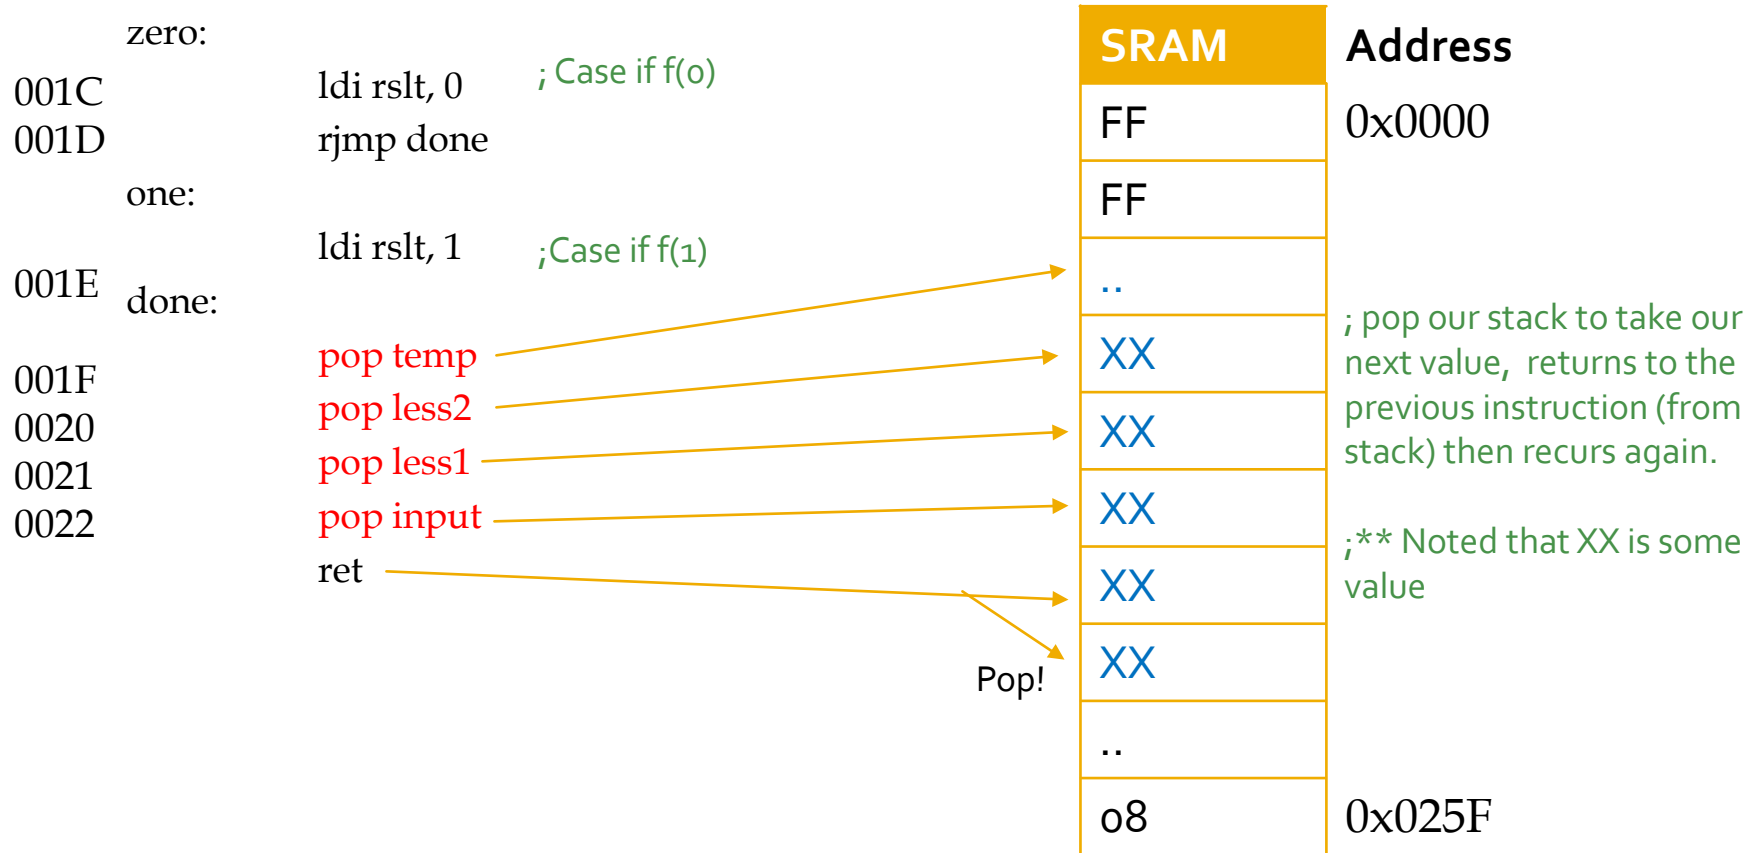 zero:
001C ldi rslt, 0 ; Case if f(0)
001D rjmp done
one:
ldi rslt, 1 ;Case if f(1)
001E
done:
pop temp
001F
pop less2
0020
pop less1
0021
pop input
0022
ret
Pop!
SRAM Address
FF 0x0000
FF
..
XX
XX
XX
XX
XX
..
08 0x025F
; pop our stack to take our
next value, returns to the
previous instruction (from
stack) then recurs again.
;** Noted that XX is some
value